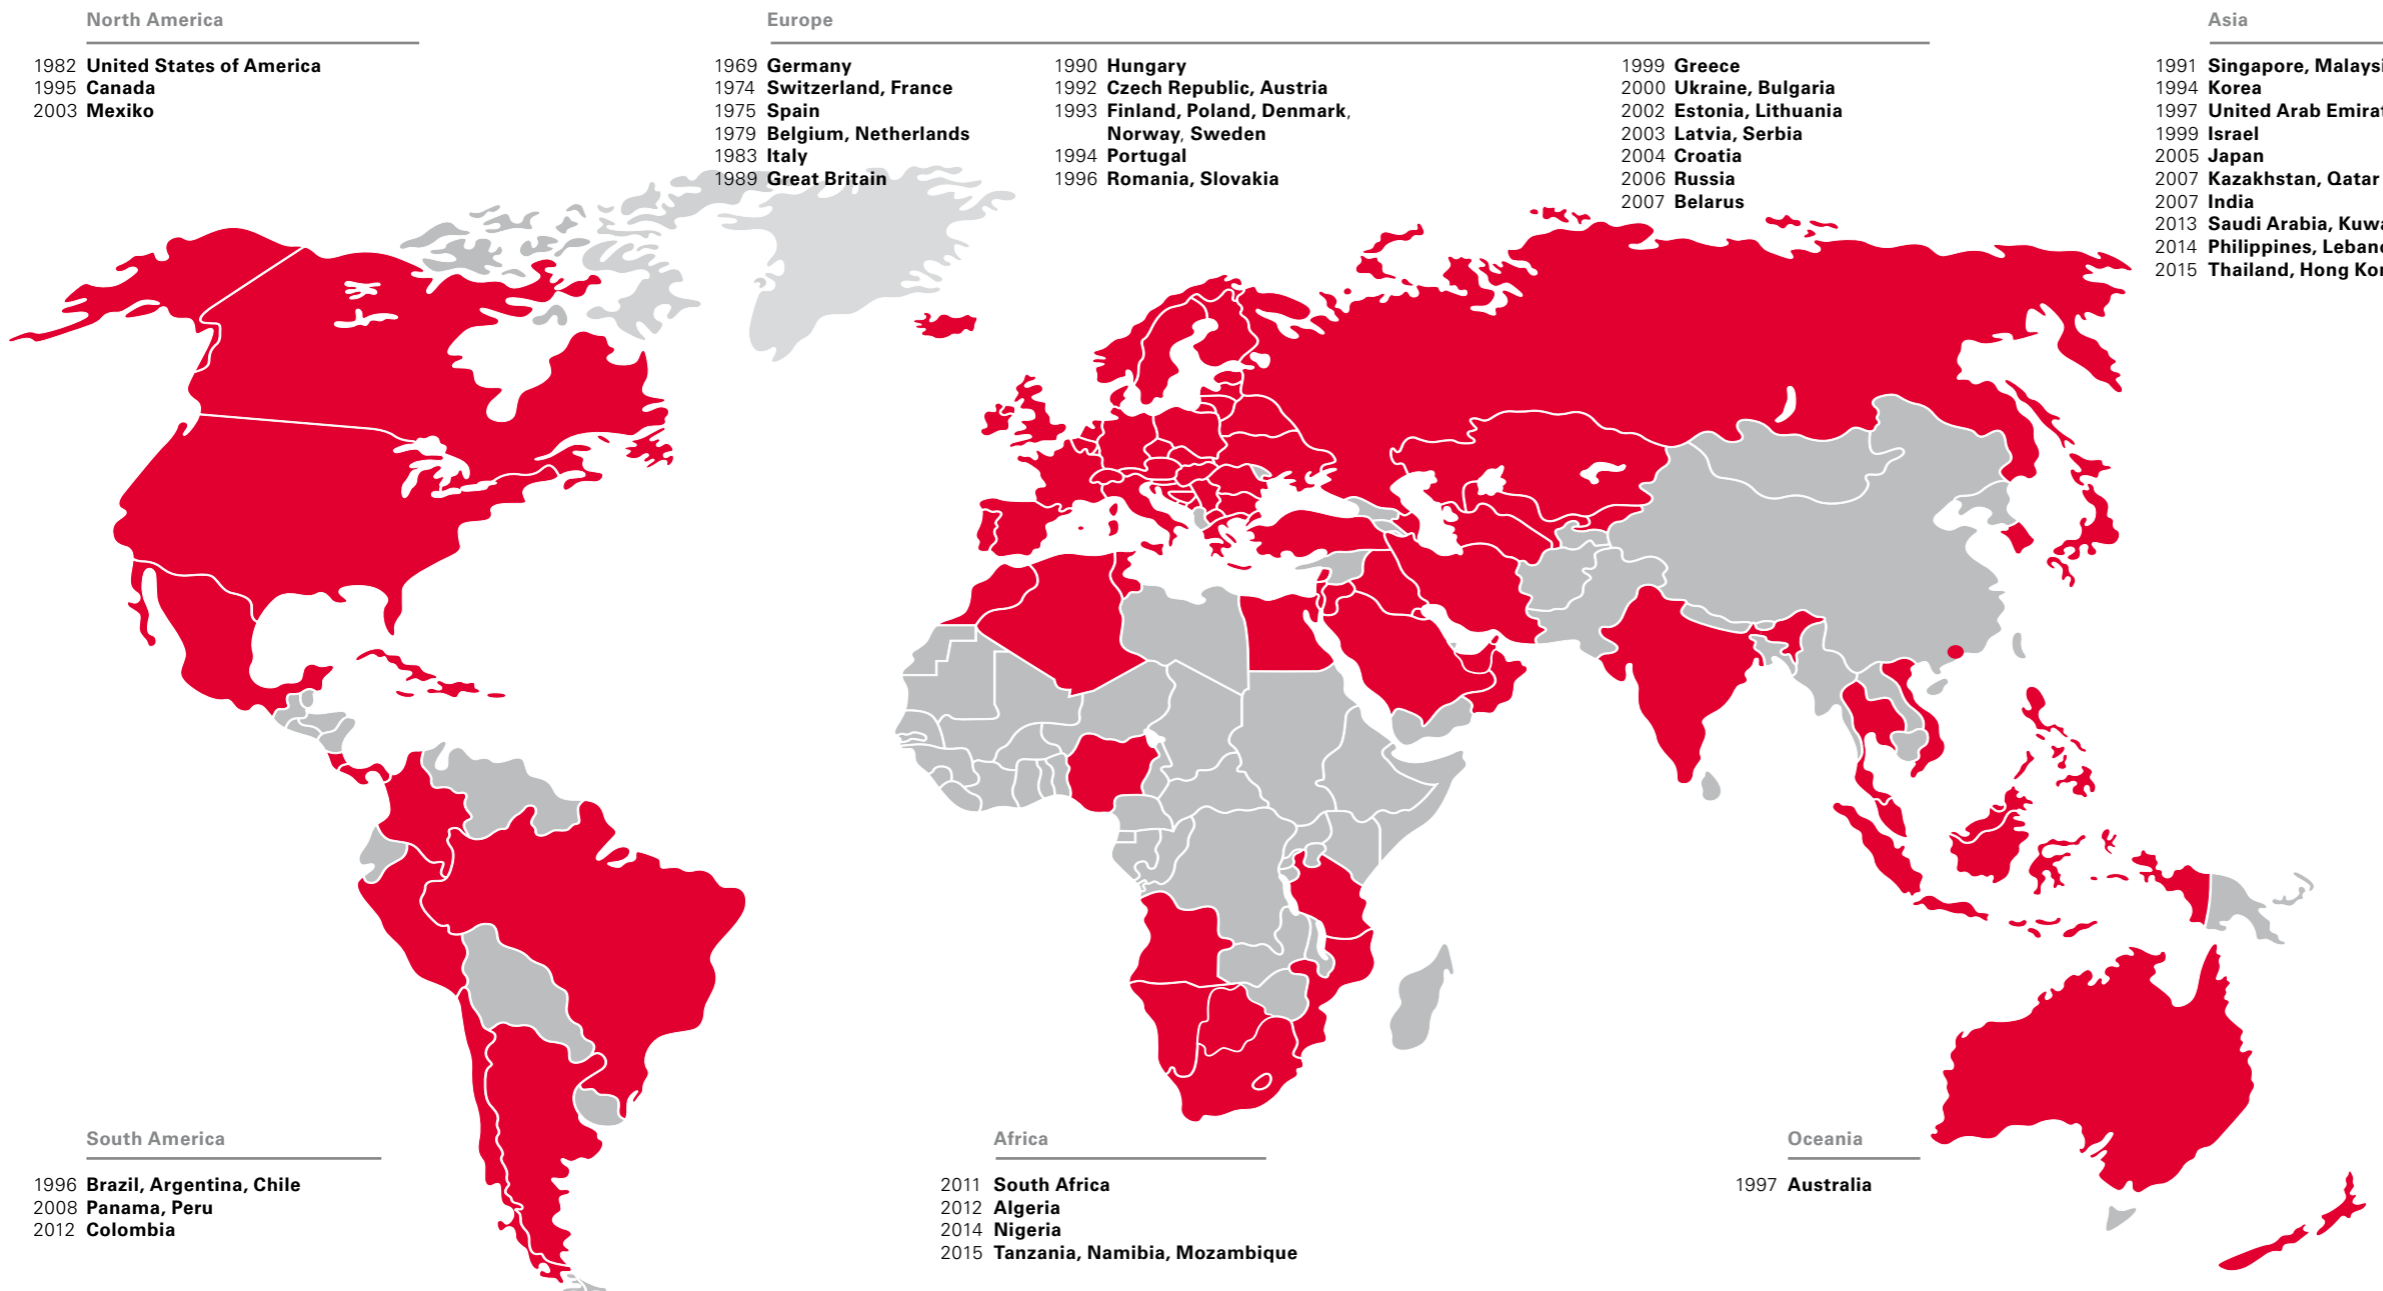 North America
1982 United States of America
1995 Canada
2003 Mexiko
Europe
1969 Germany
1974 Switzerland, France
1975 Spain
1979 Belgium, Netherlands
1983 Italy
1989 Great Britain
1990 Hungary
1992 Czech Republic, Austria
1993 Finland, Poland, Denmark,
Norway, Sweden
1994 Portugal
1996 Romania, Slovakia
1999 Greece
2000 Ukraine, Bulgaria
2002 Estonia, Lithuania
2003 Latvia, Serbia
2004 Croatia
2006 Russia
2007 Belarus
Asia
1991 Singapore,
1994 Korea
1997 United Arab
1999 Israel
2005 Japan
2007 Kazakhstan, Qatar
2007 India
2013 Saudi Arabia,
2014 Philippines,
2015 Thailand, Hong
South America
1996 Brazil, Argentina, Chile
2008 Panama, Peru
2012 Colombia
Africa
2011 South Africa
2012 Algeria
2014 Nigeria
2015 Tanzania, Namibia, Mozambique
Oceania
1997 Australia